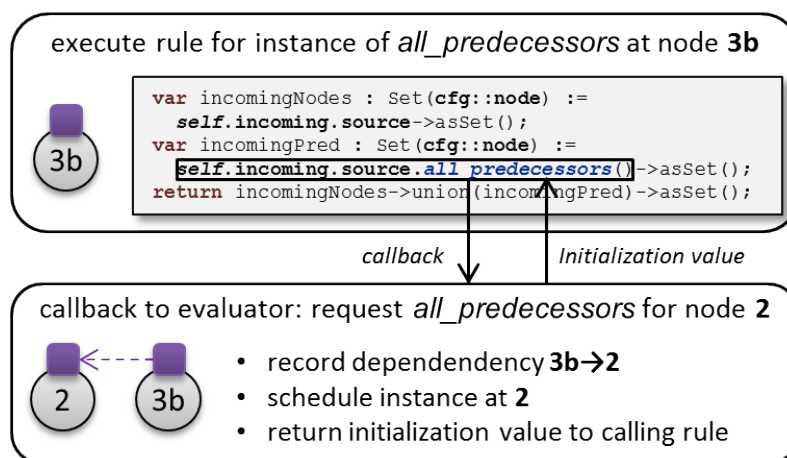 execute rule for instance of all_predecessors at node 3b
3b
var incomingNodes : Set(cfg::node) :=
self.incoming.source->asSet();
var incomingPred : Set(cfg::node) :=
self.incoming.source.all_predecessors()->asSet();
return incomingNodes->union(incomingPred)->asSet();
callback
Initialization value
callback to evaluator: request all_predecessors for node 2
2
3b
• record dependendency 3b→2
• schedule instance at 2
• return initialization value to calling rule